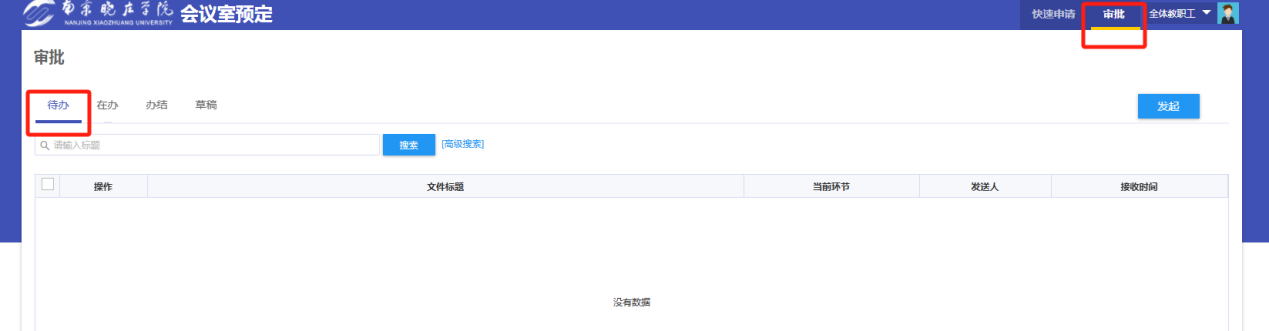 南京晓庄学院 会议室预定 快速申请 审批 全体教职工
NANJING XIAOZHUANG UNIVERSITY
审批
待办 在办 办结 草稿 发起
请输入标题 搜索 [高级搜索]
操作 文件标题 当前环节 发送人 接收时间
没有数据